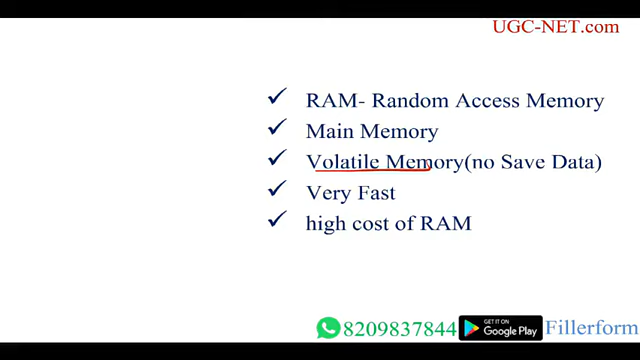 UGC-NET.com
✓ RAM- Random Access Memory
✓ Main Memory
✓ Volatile Memory(no Save Data)
✓ Very Fast
✓ high cost of RAM
8209837844 GET IT ON Google Play Fillerform